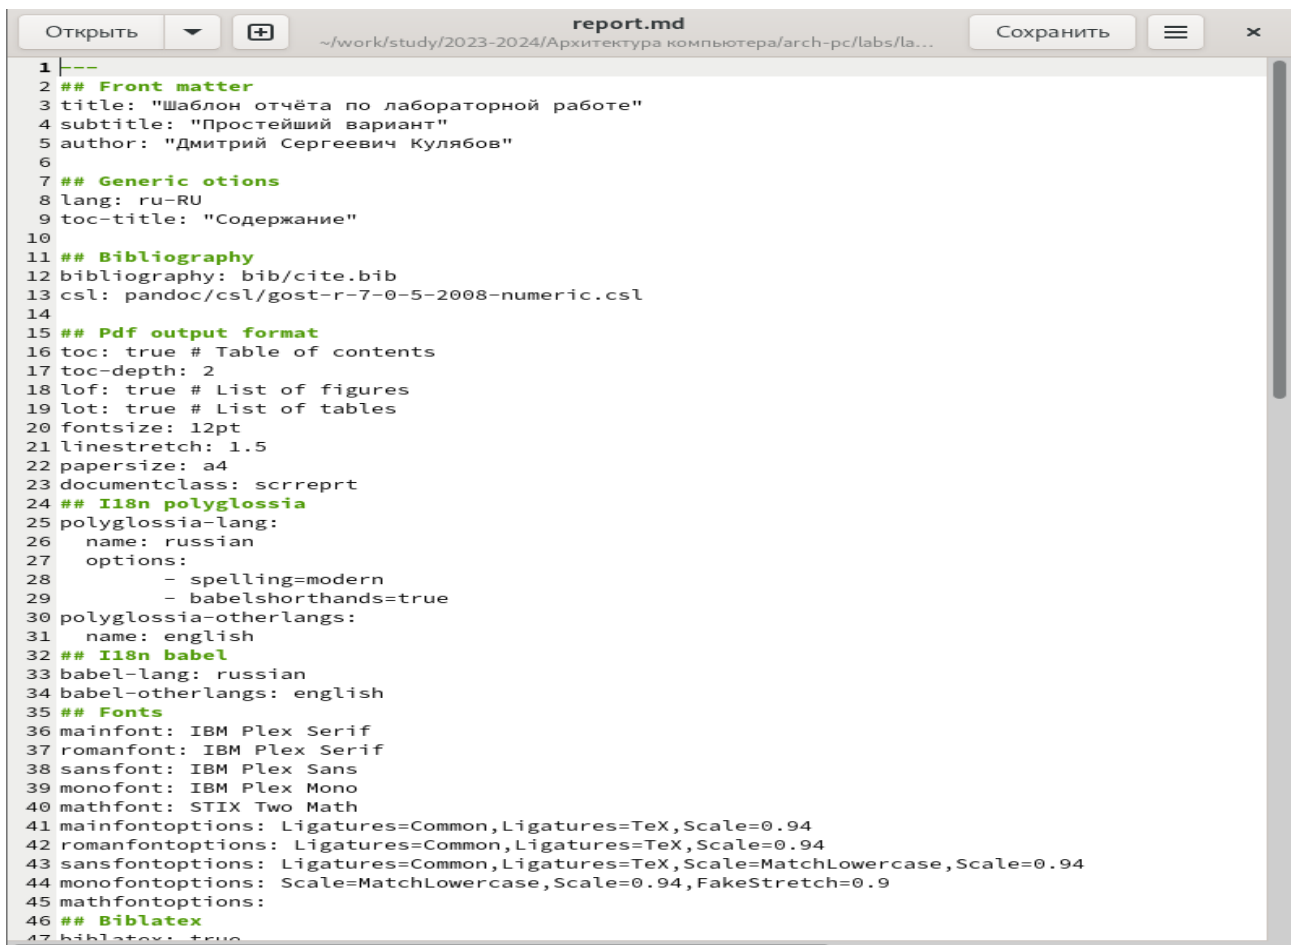 Открыть
report.md
~/work/study/2023-2024/Архитектура компьютера/arch-pc/labs/la...
Сохранить
1 ---
2 ## Front matter
3 title: "Шаблон отчёта по лабораторной работе"
4 subtitle: "Простейший вариант"
5 author: "Дмитрий Сергеевич Кулябов"
6
7 ## Generic otions
8 lang: ru-RU
9 toc-title: "Содержание"
10
11 ## Bibliography
12 bibliography: bib/cite.bib
13 csl: pandoc/csl/gost-r-7-0-5-2008-numeric.csl
14
15 ## Pdf output format
16 toc: true # Table of contents
17 toc-depth: 2
18 lof: true # List of figures
19 lot: true # List of tables
20 fontsize: 12pt
21 linestretch: 1.5
22 papersize: a4
23 documentclass: scrreprt
24 ## I18n polyglossia
25 polyglossia-lang:
26   name: russian
27   options:
28         - spelling=modern
29         - babelshorthands=true
30 polyglossia-otherlangs:
31   name: english
32 ## I18n babel
33 babel-lang: russian
34 babel-otherlangs: english
35 ## Fonts
36 mainfont: IBM Plex Serif
37 romanfont: IBM Plex Serif
38 sansfont: IBM Plex Sans
39 monofont: IBM Plex Mono
40 mathfont: STIX Two Math
41 mainfontoptions: Ligatures=Common,Ligatures=TeX,Scale=0.94
42 romanfontoptions: Ligatures=Common,Ligatures=TeX,Scale=0.94
43 sansfontoptions: Ligatures=Common,Ligatures=TeX,Scale=MatchLowercase,Scale=0.94
44 monofontoptions: Scale=MatchLowercase,Scale=0.94,FakeStretch=0.9
45 mathfontoptions:
46 ## Biblatex
47 biblatex: true